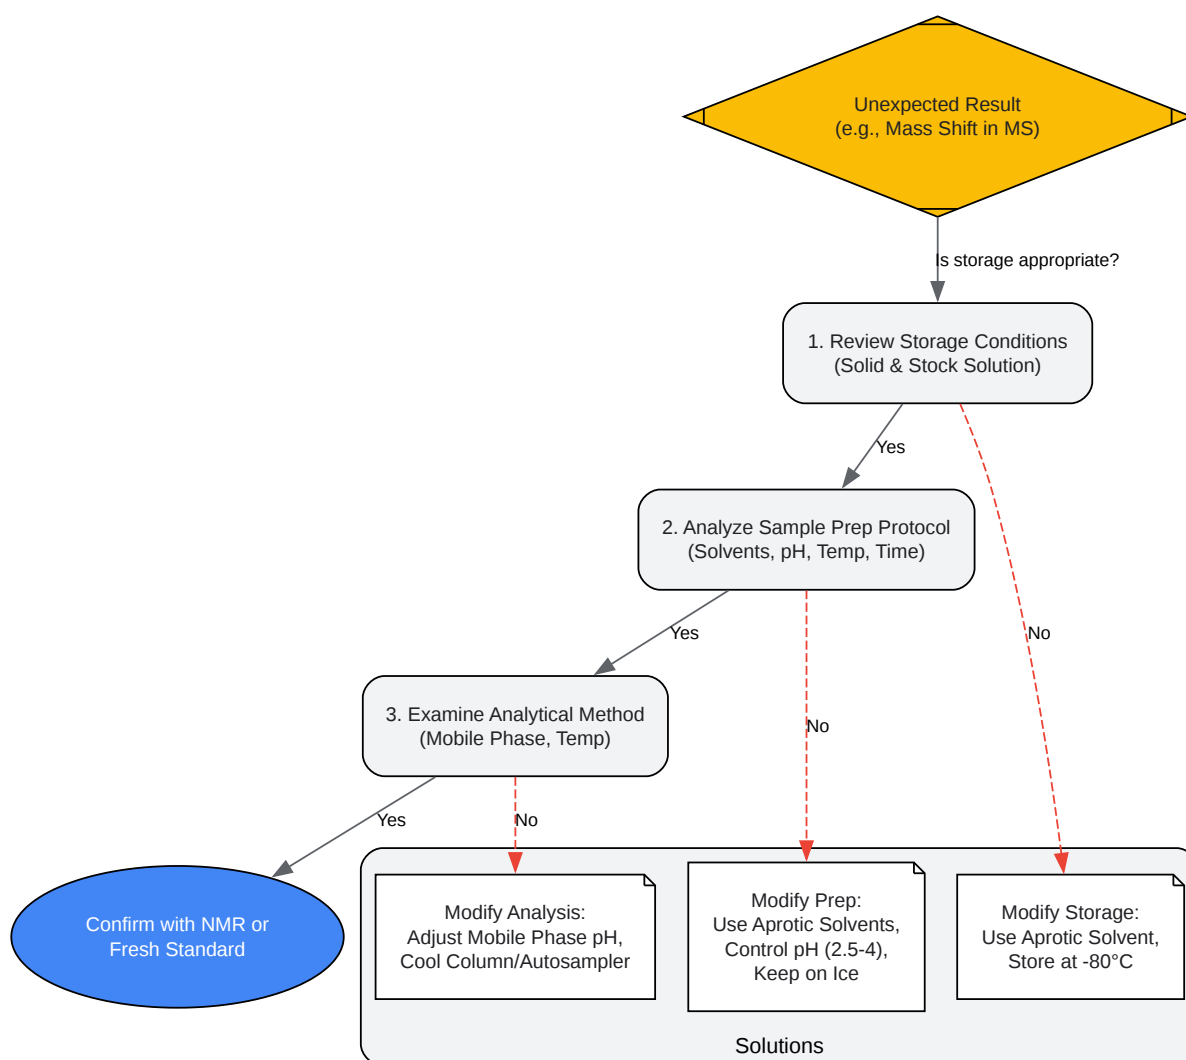 Unexpected Result
(e.g., Mass Shift in MS)
Is storage appropriate?
1. Review Storage Conditions
(Solid & Stock Solution)
Yes
2. Analyze Sample Prep Protocol
(Solvents, pH, Temp, Time)
Yes
No
3. Examine Analytical Method
(Mobile Phase, Temp)
No
Yes
No
Confirm with NMR or
Fresh Standard
Modify Analysis:
Adjust Mobile Phase pH,
Cool Column/Autosampler
Modify Prep:
Use Aprotic Solvents,
Control pH (2.5-4),
Keep on Ice
Modify Storage:
Use Aprotic Solvent,
Store at -80°C
Solutions